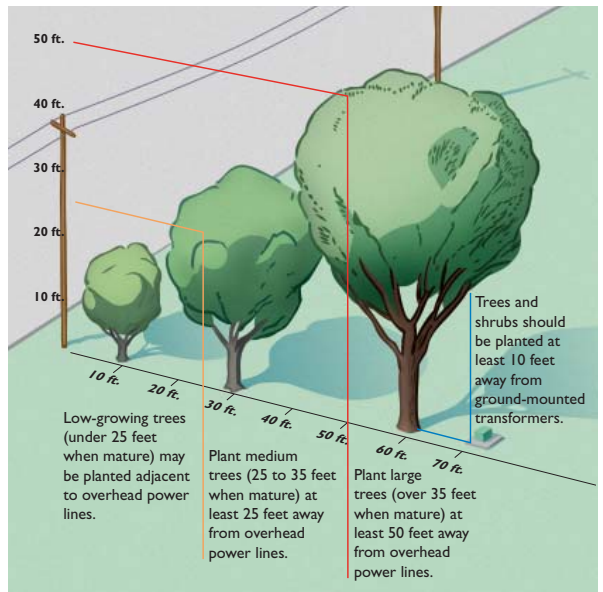 50 ft.
40 ft.
30 ft.
20 ft.
10 ft.
10 ft.
20 ft.
30 ft.
40 ft.
50 ft.
60 ft.
70 ft.
Trees and
shrubs should
be planted at
least 10 feet
away from
ground-mounted
transformers.
Low-growing trees
(under 25 feet
when mature) may
be planted adjacent
to overhead power
lines.
Plant medium
trees (25 to 35 feet
when mature) at
least 25 feet away
from overhead
power lines.
Plant large
trees (over 35 feet
when mature) at
least 50 feet away
from overhead
power lines.